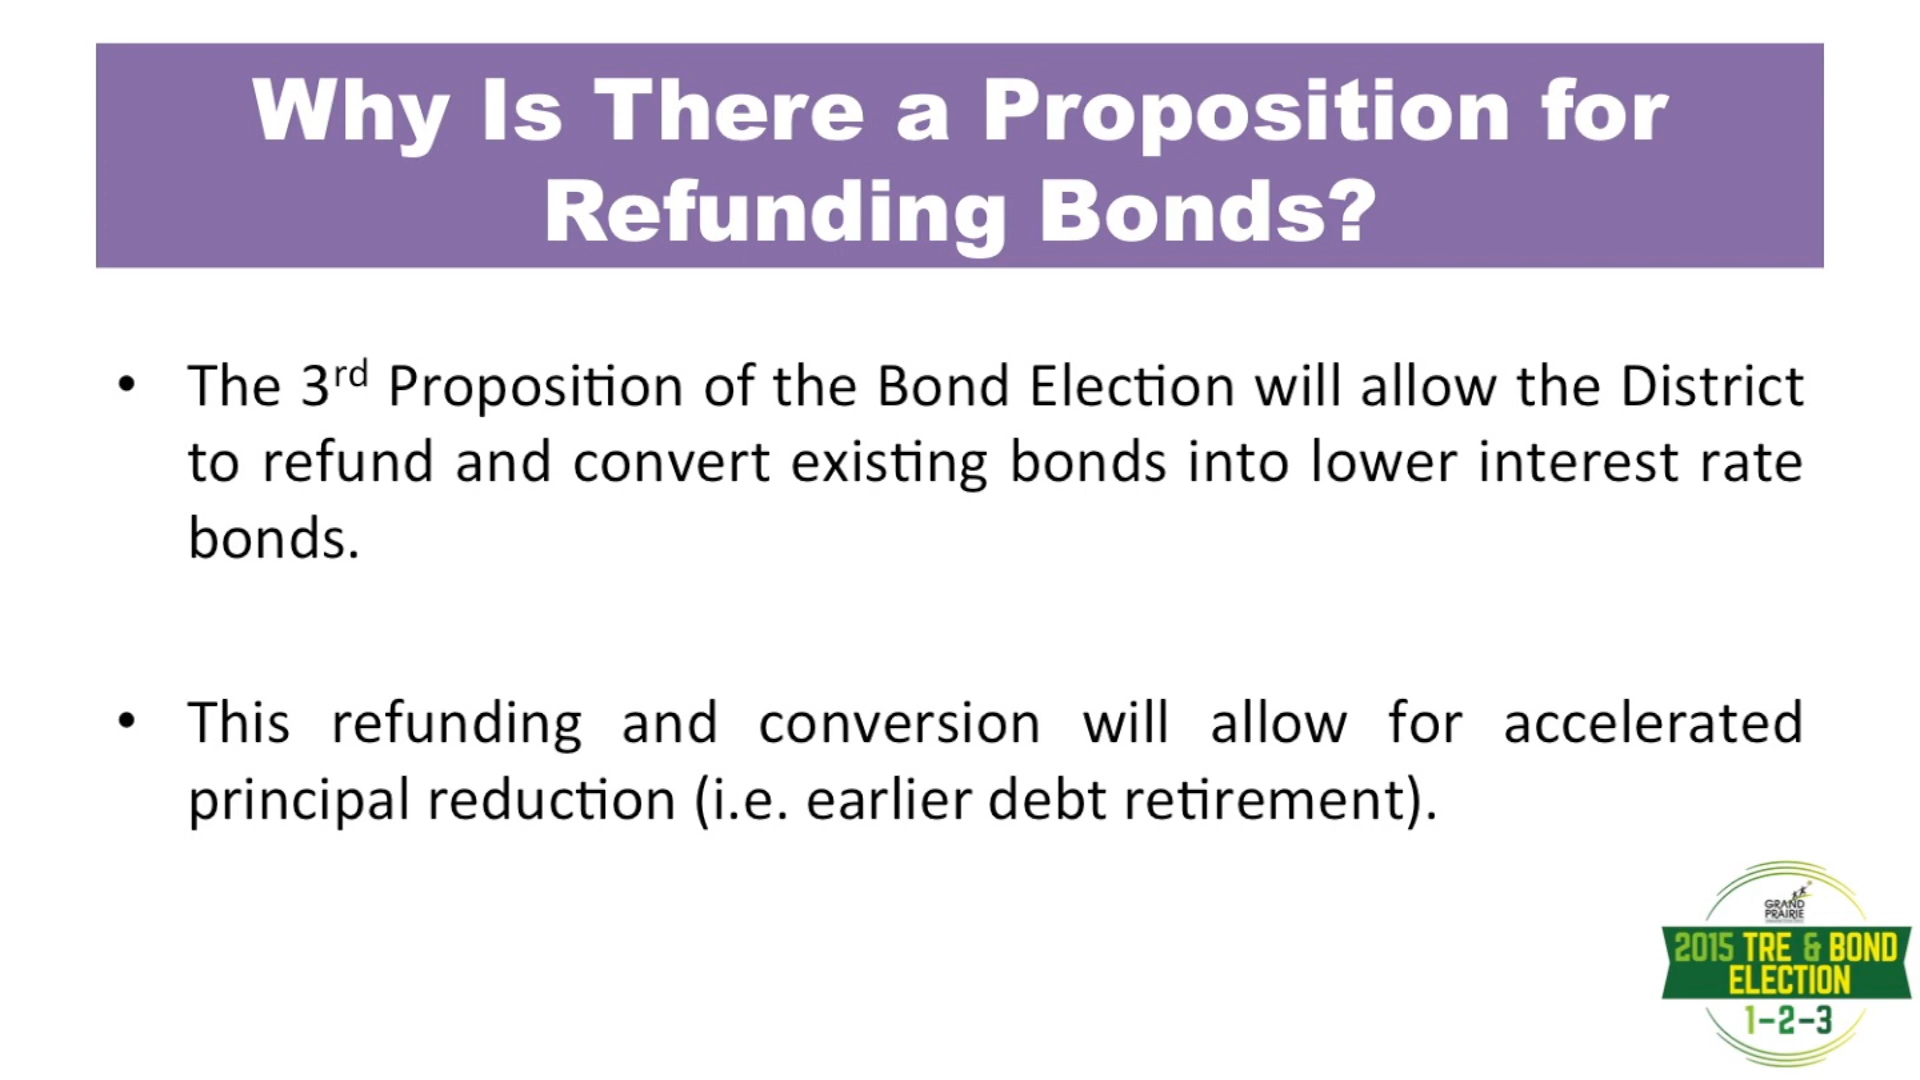 Why Is There a Proposition for
Refunding Bonds?
• The 3rd Proposition of the Bond Election will allow the District
to refund and convert existing bonds into lower interest rate
bonds.
• This refunding and conversion will allow for accelerated
principal reduction (i.e. earlier debt retirement).
GRAND
PRAIRIE
2015 TRE & BOND
ELECTION
1-2-3